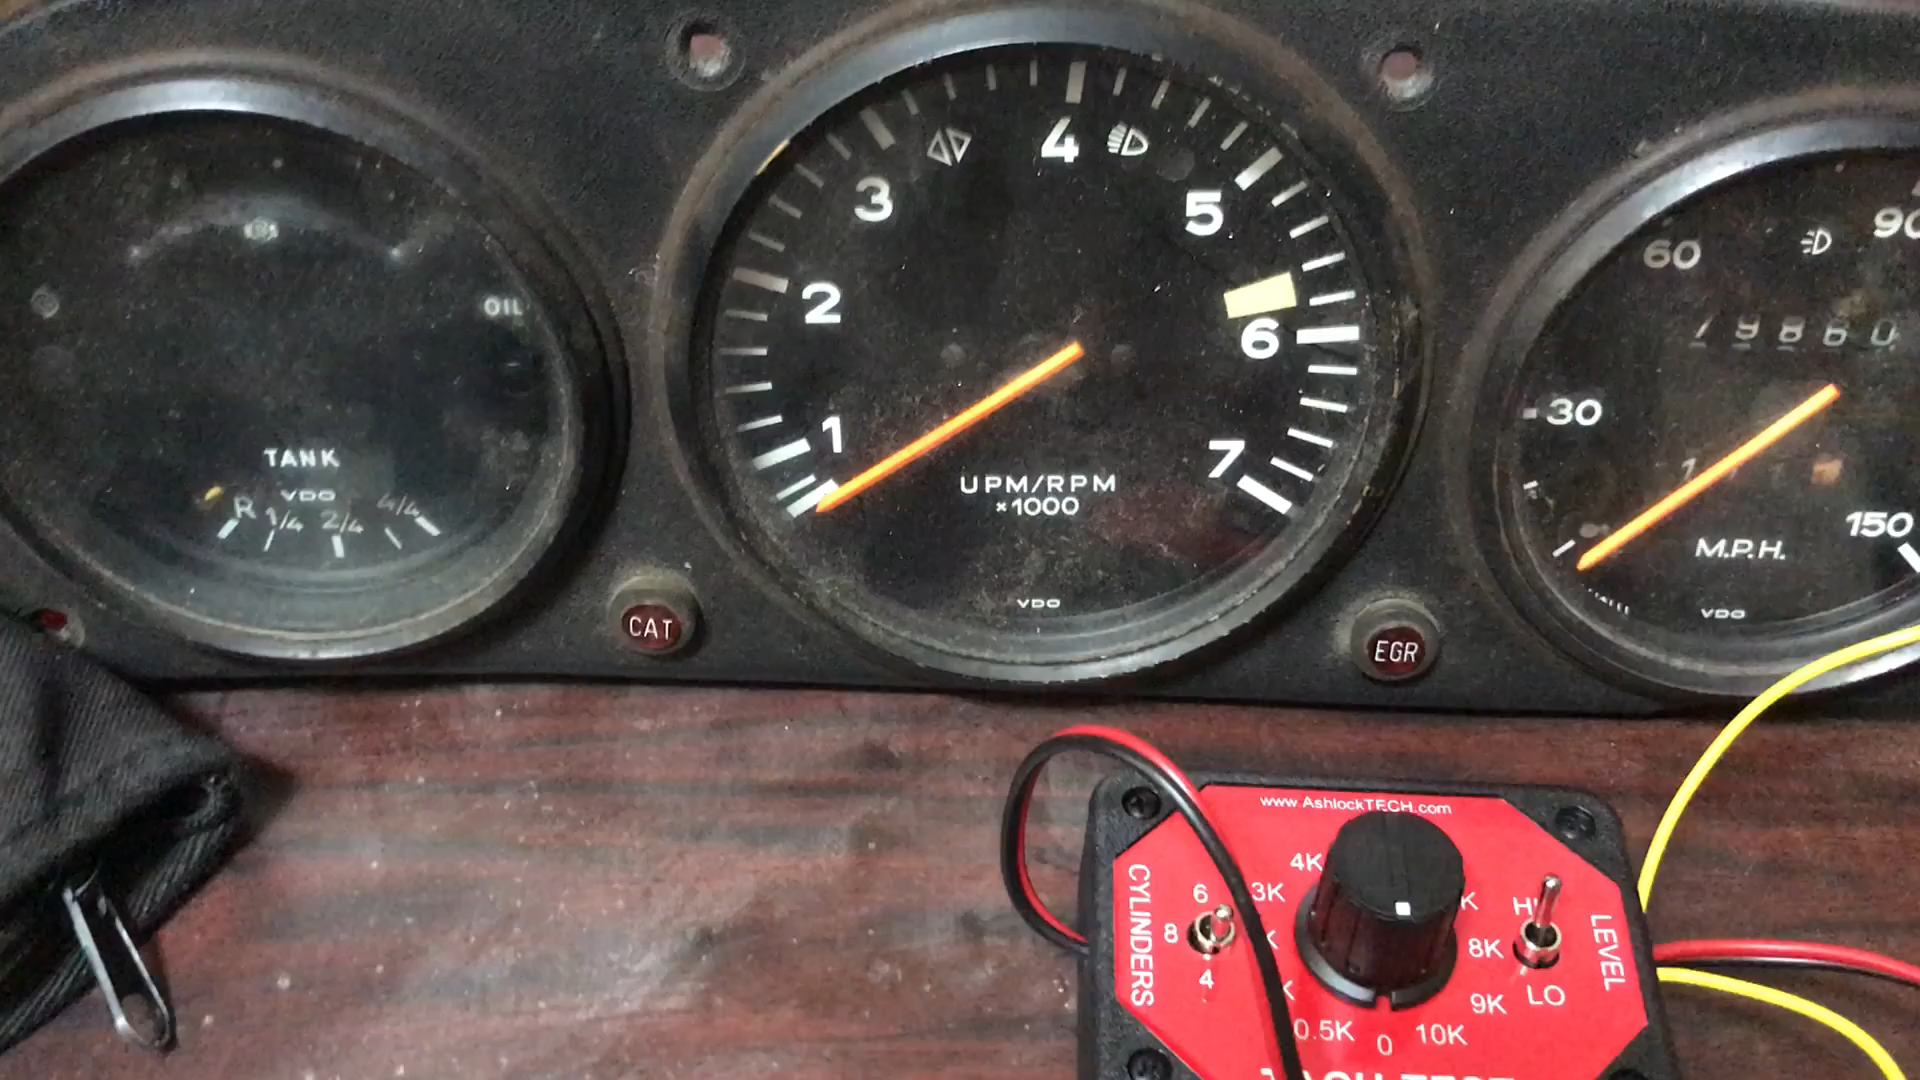 OIL
TANK
VDO
R 1/4 2/4 4/4
1
2
3
4
5
6
7
UPM/RPM
×1000
VDO
30
60
90
79860
150
M.P.H.
VDO
CAT
EGR
www.AshlockTECH.com
CYLINDERS
6
8
4
0
0.5K
3K
4K
8K
9K
10K
LO
LEVEL